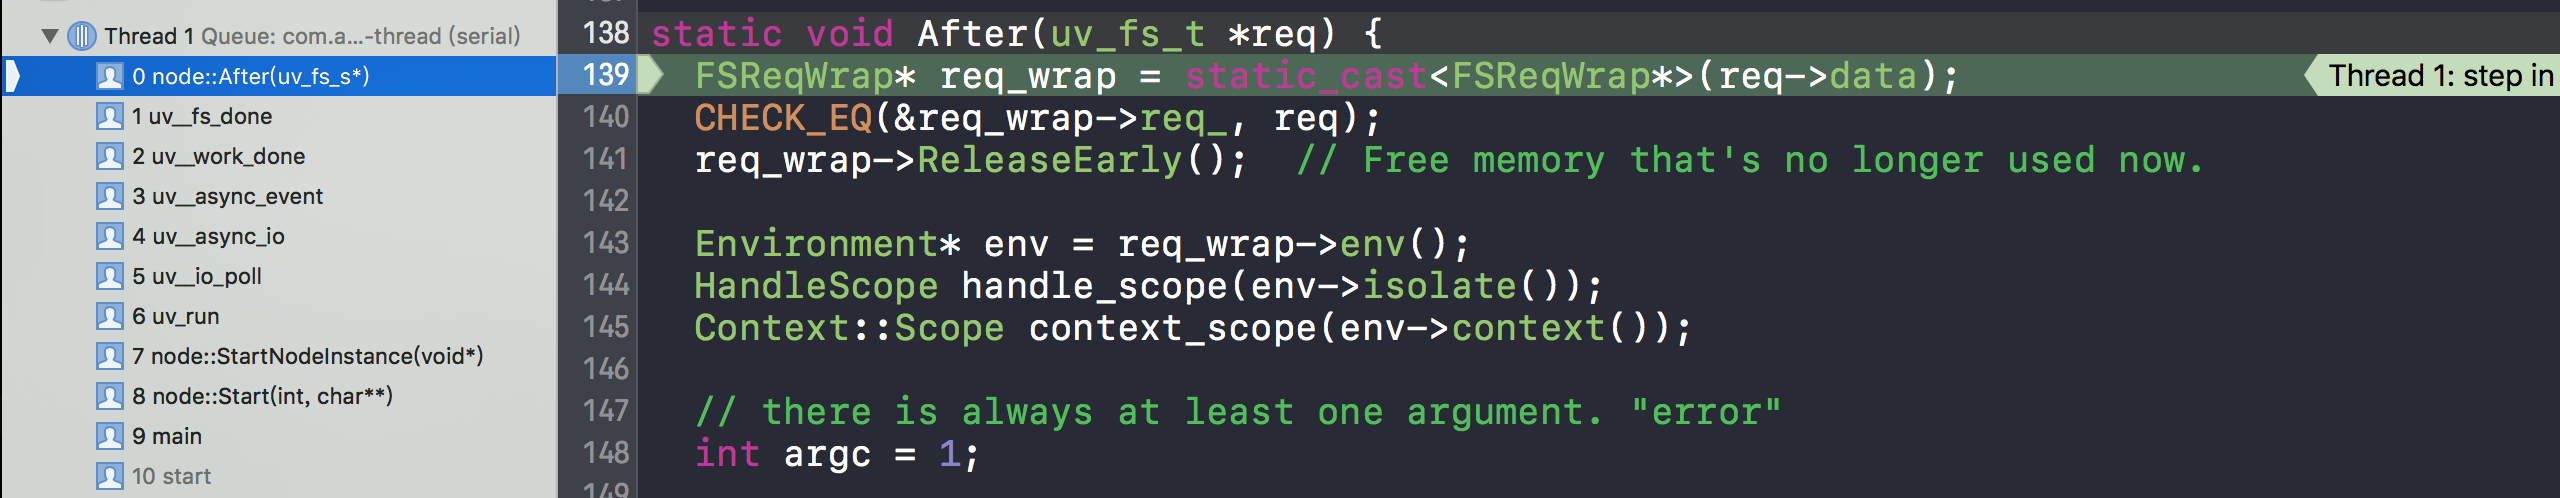 Thread 1 Queue: com.a...-thread (serial)
0 node::After(uv_fs_s*)
1 uv__fs_done
2 uv__work_done
3 uv__async_event
4 uv__async_io
5 uv__io_poll
6 uv_run
7 node::StartNodeInstance(void*)
8 node::Start(int, char**)
9 main
10 start
138 static void After(uv_fs_t *req) {
139 FSReqWrap* req_wrap = static_cast<FSReqWrap*>(req->data);
Thread 1: step in
140 CHECK_EQ(&req_wrap->req_, req);
141 req_wrap->ReleaseEarly();  // Free memory that's no longer used now.
142
143 Environment* env = req_wrap->env();
144 HandleScope handle_scope(env->isolate());
145 Context::Scope context_scope(env->context());
146
147 // there is always at least one argument. "error"
148 int argc = 1;
149